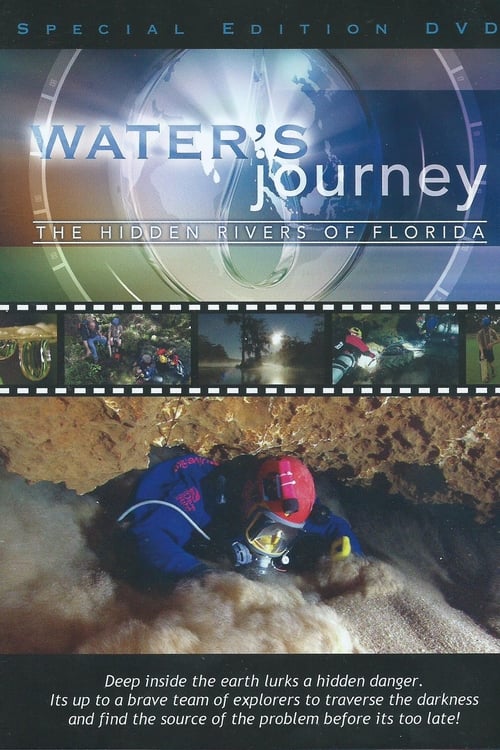 SPECIAL EDITION DVD
WATER'S
journey
THE HIDDEN RIVERS OF FLORIDA
Deep inside the earth lurks a hidden danger.
Its up to a brave team of explorers to traverse the darkness
and find the source of the problem before its too late!